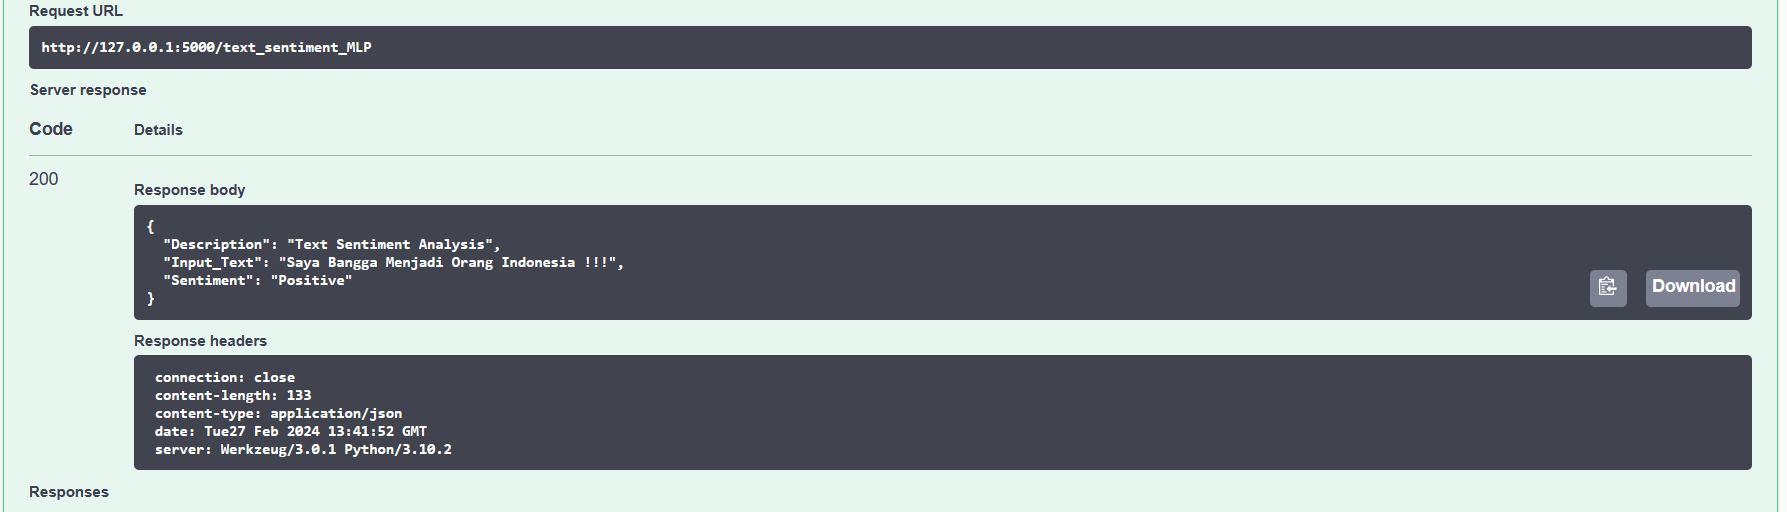 Request URL
http://127.0.0.1:5000/text_sentiment_MLP
Server response
Code Details
200
Response body
{
"Description": "Text Sentiment Analysis",
"Input_Text": "Saya Bangga Menjadi Orang Indonesia !!!",
"Sentiment": "Positive"
}
Download
Response headers
connection: close
content-length: 133
content-type: application/json
date: Tue27 Feb 2024 13:41:52 GMT
server: Werkzeug/3.0.1 Python/3.10.2
Responses